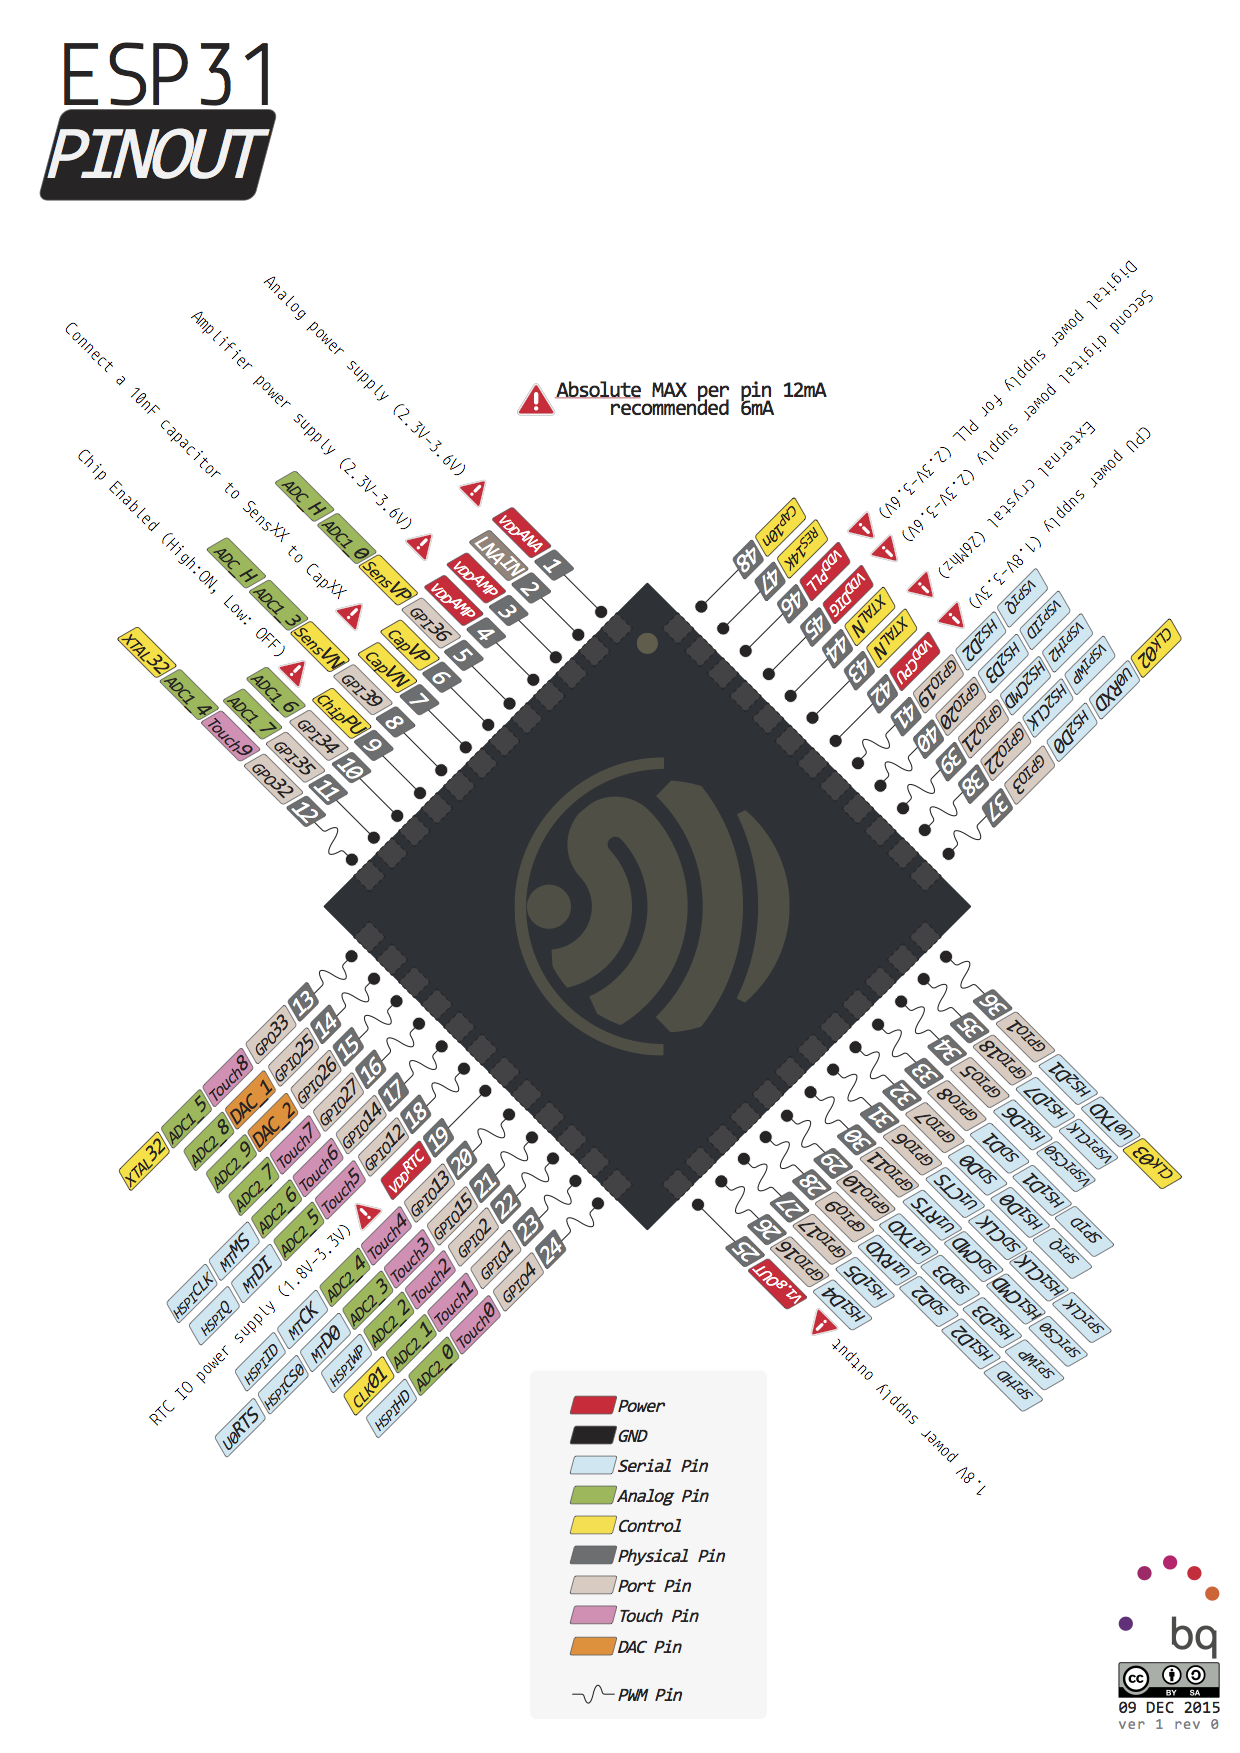 ESP31
PINOUT
Absolute MAX per pin 12mA
recommended 6mA
Analog power supply (2.3V-3.6V)
VDDANA 1
LNA-IN 2
Amplifier power supply (2.3V-3.6V)
VDDAMP 3
VDDAMP 4
ADC_H ADC1_0 SensVP GPI36 5
Connect a 10nF capacitor to SensXX to CapXX
CapVP 6
CapVN 7
ADC_H ADC1_3 SensVN GPI39 8
Chip Enabled (High:ON, Low: OFF)
ChipPU 9
ADC1_6 GPI34 10
ADC1_7 GPI35 11
XTAL32 ADC1_4 Touch9 GPO32 12
XTAL32 ADC1_5 Touch8 GPO33 13
ADC2_8 DAC_1 GPIO25 14
ADC2_9 DAC_2 GPIO26 15
ADC2_7 Touch7 GPIO27 16
HSPICLK MTMS ADC2_6 Touch6 GPIO14 17
HSPIQ MTDI ADC2_5 Touch5 GPIO12 18
RTC IO power supply (1.8V-3.3V)
VDDRTC 19
HSPIID MTCK ADC2_4 Touch4 GPIO13 20
U0RTS HSPICS0 MTDO ADC2_3 Touch3 GPIO15 21
HSPIWP ADC2_2 Touch2 GPIO2 22
CLK01 ADC2_1 Touch1 GPIO1 23
HSPIHD ADC2_0 Touch0 GPIO4 24
25 V1.8OUT
1.8V power supply output
26 GPIO16 HS1D4
27 GPIO17 HS1D5
28 GPIO9 U1RXD SDD2 HS1D2 SPIHD
29 GPIO10 U1TXD SDD3 HS1D3 SPIWP
30 GPIO11 U1RTS SDCMD HS1CMD SPICS0
31 GPIO6 U1CTS SDCLK HS1CLK SPICLK
32 GPIO7 SDD0 HS1D0 SPIQ
33 GPIO8 SDD1 HS1D1 SPID
34 GPIO5 HS1D6 VSPICS0
35 GPIO18 HS1D7 VSPICLK
36 GPIO1 HS2D1 U0TXD CLK03
37 GPIO3 HS2D0 U0RXD CLK02
38 GPIO22 HS2CLK VSPIWP
39 GPIO21 HS2CMD VSPIH2
40 GPIO20 HS2D3 VSPIID
41 GPIO19 HS2D2 VSPIQ
42 VDDCPU
CPU power supply (1.8V-3.3V)
43 XTALN
44 XTALN
External crystal (26Mhz)
45 VDDDIG
Second digital power supply (2.3V-3.6V)
46 VDDPLL
Digital power supply for PLL (2.3V-3.6V)
47 RES14K
48 Cap10n
Power
GND
Serial Pin
Analog Pin
Control
Physical Pin
Port Pin
Touch Pin
DAC Pin
PWM Pin
bq
cc
BY SA
09 DEC 2015
ver 1 rev 0